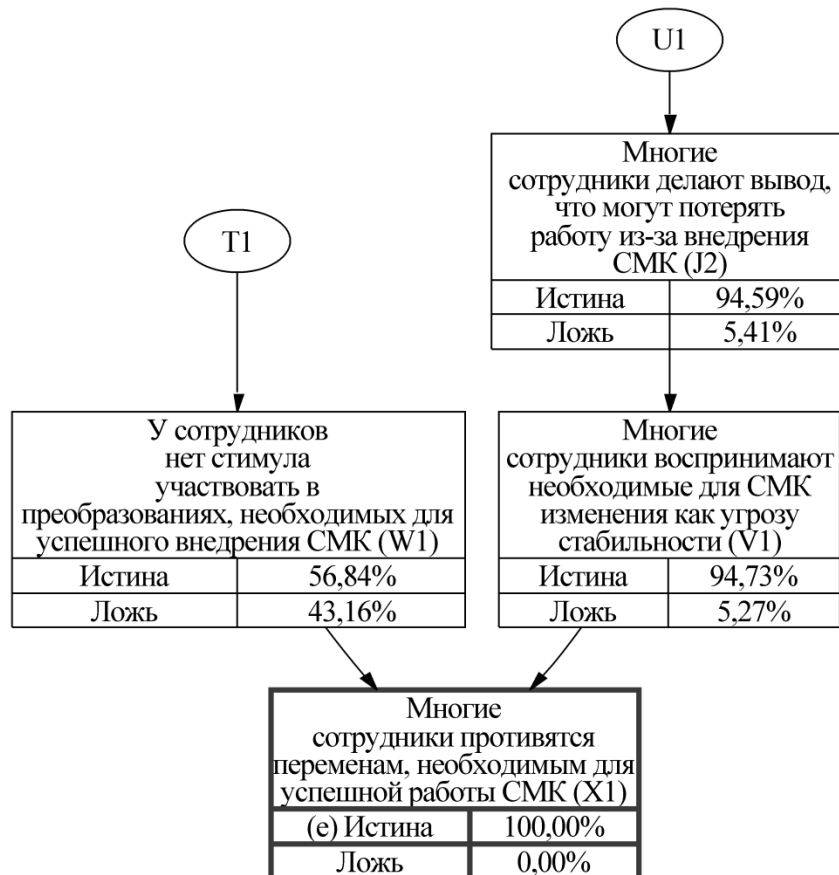 U1
Многие
сотрудники делают вывод,
что могут потерять
работу из-за внедрения
СМК (J2)
Истина 94,59%
Ложь 5,41%
T1
У сотрудников
нет стимула
участвовать в
преобразованиях, необходимых для
успешного внедрения СМК (W1)
Истина 56,84%
Ложь 43,16%
Многие
сотрудники воспринимают
необходимые для СМК
изменения как угрозу
стабильности (V1)
Истина 94,73%
Ложь 5,27%
Многие
сотрудники противятся
переменам, необходимым для
успешной работы СМК (X1)
(e) Истина 100,00%
Ложь 0,00%